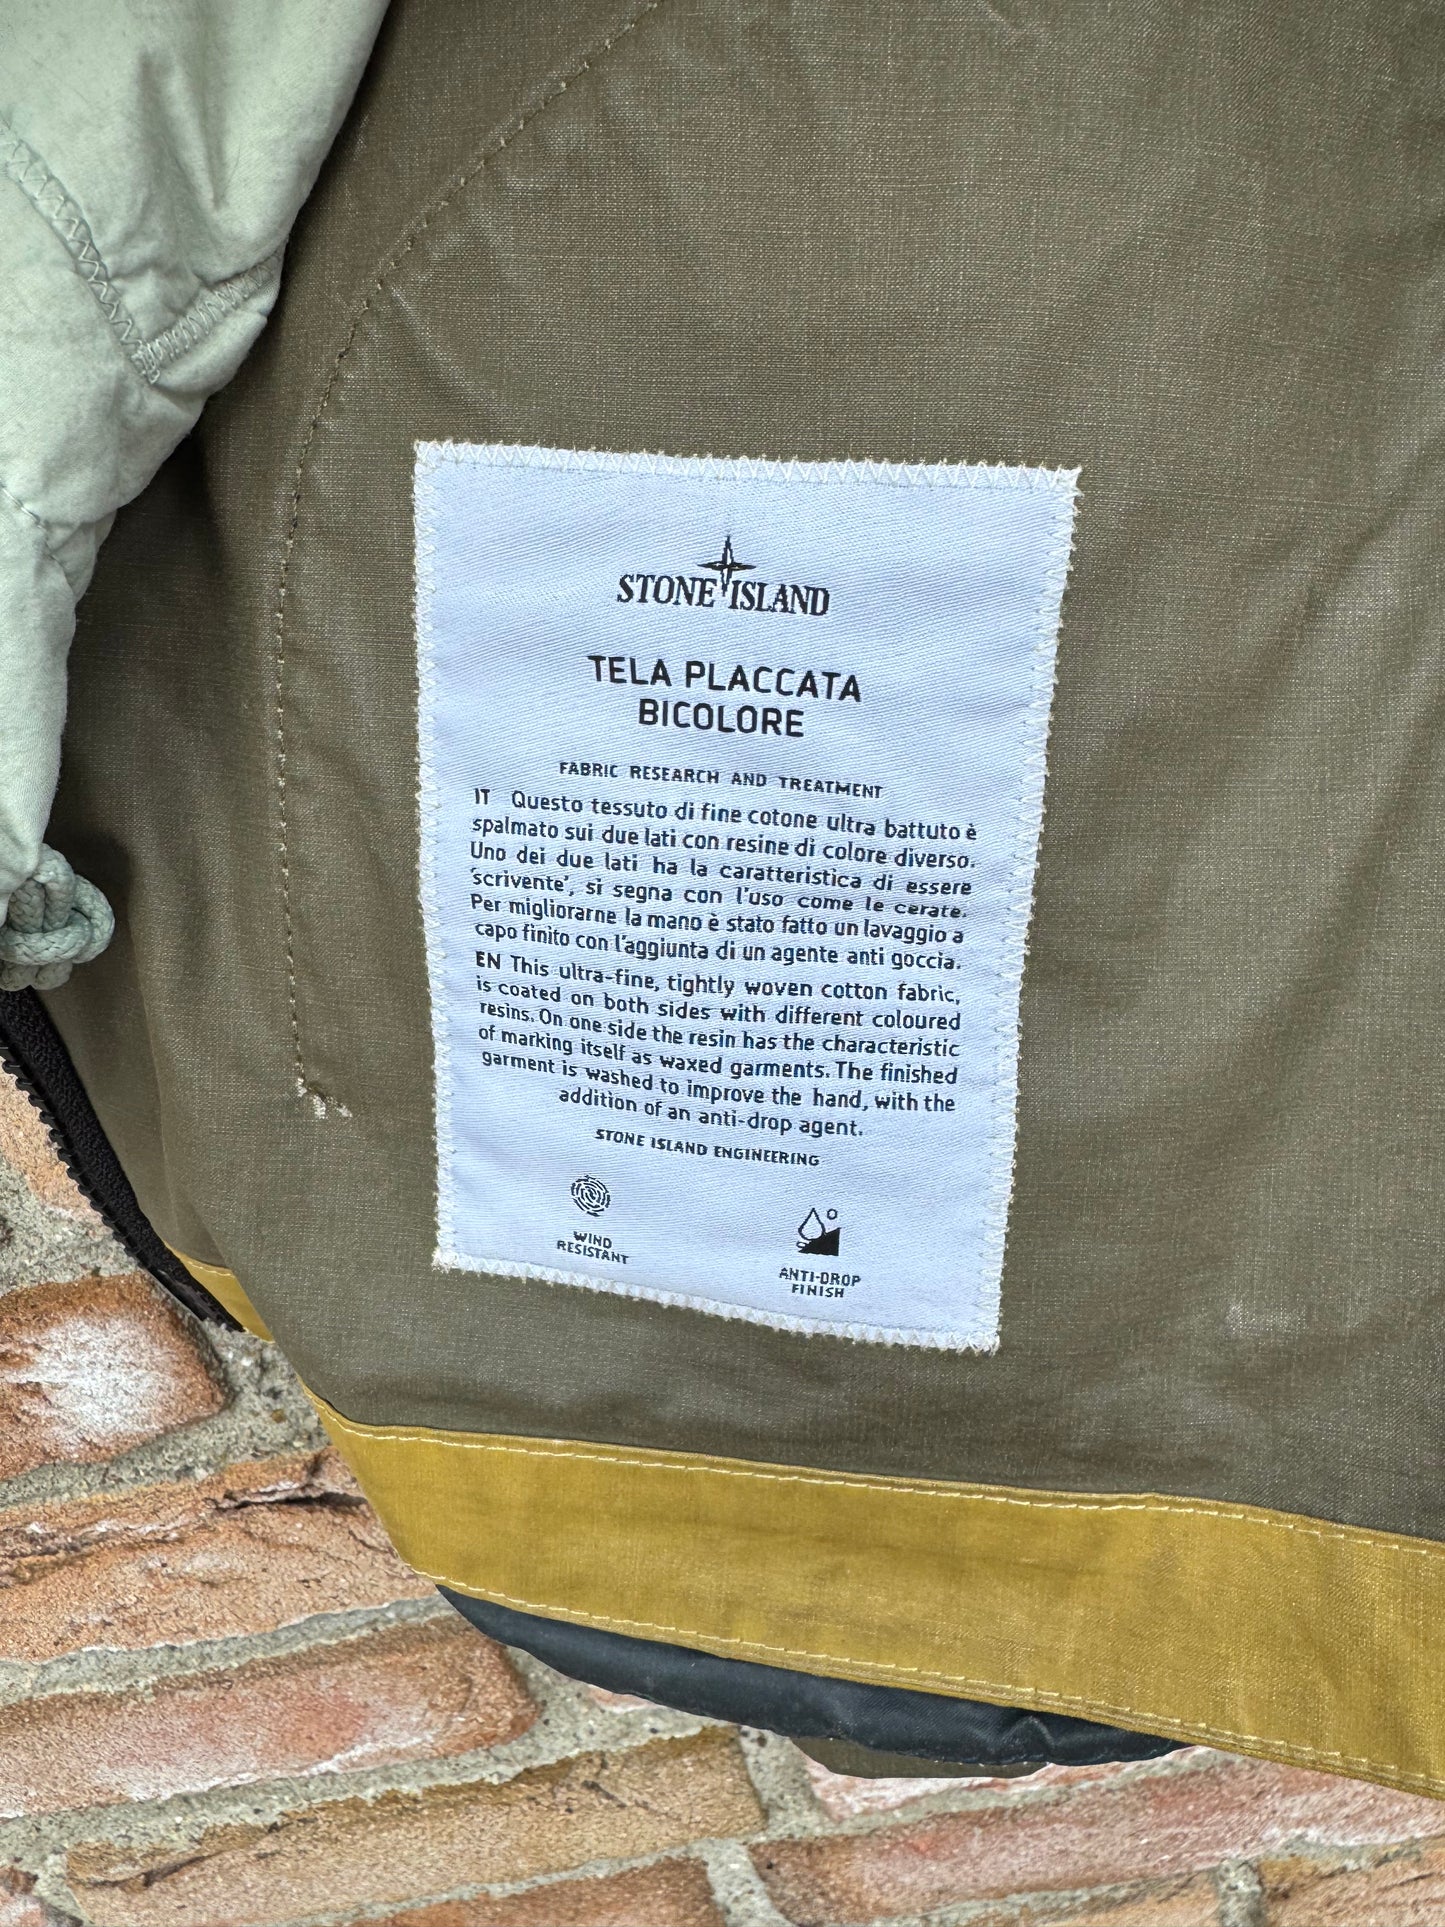 STONE ISLAND
TELA PLACCATA
BICOLORE
FABRIC RESEARCH AND TREATMENT
IT Questo tessuto di fine cotone ultra battuto è
spalmato sui due lati con resine di colore diverso.
Uno dei due lati ha la caratteristica di essere
'scrivente', si segna con l'uso come le cerate.
Per migliorarne la mano è stato fatto un lavaggio a
capo finito con l'aggiunta di un agente anti goccia.
EN This ultra-fine, tightly woven cotton fabric,
is coated on both sides with different coloured
resins. On one side the resin has the characteristic
of marking itself as waxed garments. The finished
garment is washed to improve the hand, with the
addition of an anti-drop agent.
STONE ISLAND ENGINEERING
WIND
RESISTANT
ANTI-DROP
FINISH